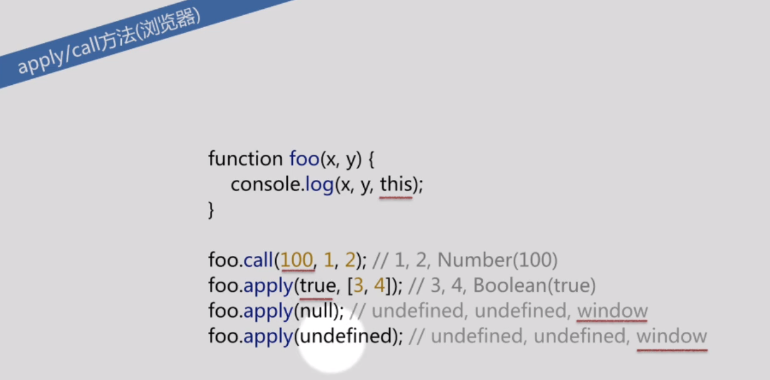 apply/call方法(浏览器)
function foo(x, y) {
console.log(x, y, this);
}
foo.call(100, 1, 2); // 1, 2, Number(100)
foo.apply(true, [3, 4]); // 3, 4, Boolean(true)
foo.apply(null); // undefined, undefined, window
foo.apply(undefined); // undefined, undefined, window